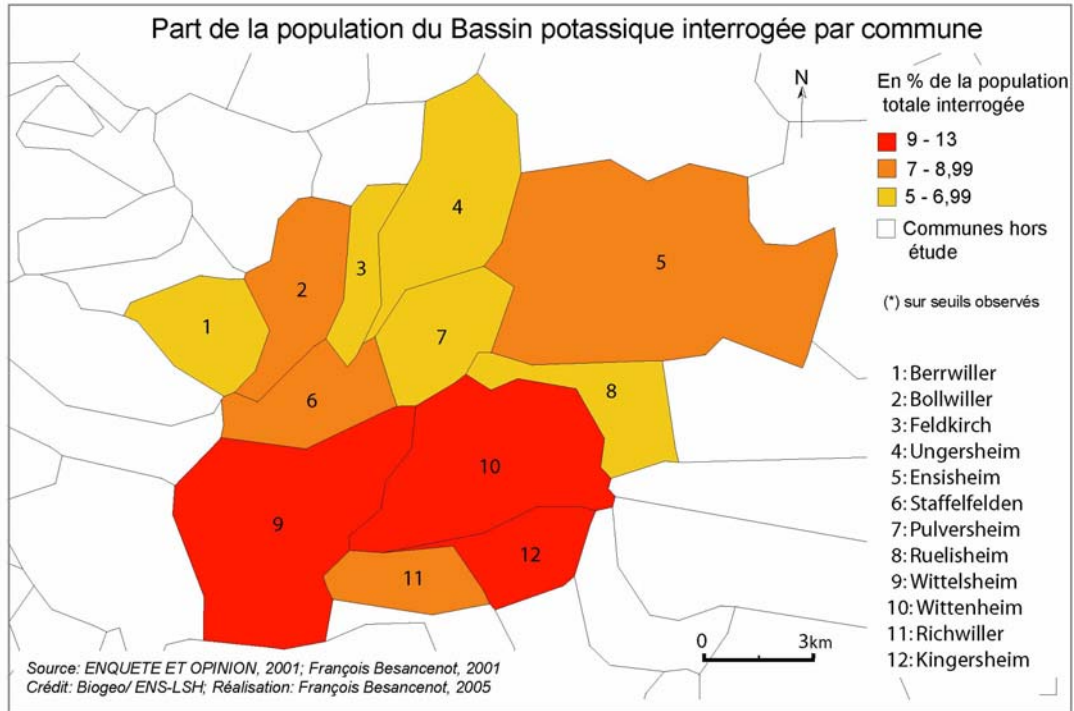 Part de la population du Bassin potassique interrogée par commune
N
En % de la population
totale interrogée
9 - 13
7 - 8,99
5 - 6,99
Communes hors
étude
(*) sur seuils observés
1
2
3
4
5
6
7
8
9
10
11
12
1: Berrwiller
2: Bollwiller
3: Feldkirch
4: Ungersheim
5: Ensisheim
6: Staffelfelden
7: Pulversheim
8: Ruelisheim
9: Wittelsheim
10: Wittenheim
11: Richwiller
12: Kingersheim
0 3km
Source: ENQUETE ET OPINION, 2001; François Besancenot, 2001
Crédit: Biogeo/ ENS-LSH; Réalisation: François Besancenot, 2005